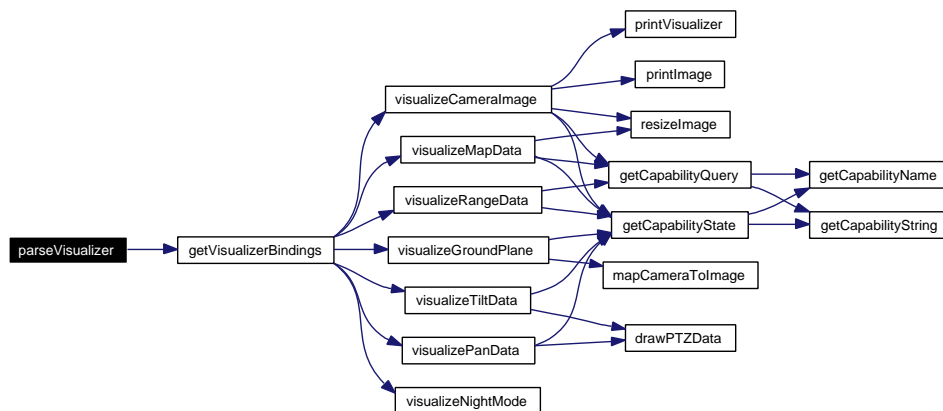 printVisualizer
printImage
visualizeCameraImage
resizeImage
visualizeMapData
getCapabilityQuery
getCapabilityName
visualizeRangeData
getCapabilityState
getCapabilityString
parseVisualizer
getVisualizerBindings
visualizeGroundPlane
mapCameraToImage
visualizeTiltData
drawPTZData
visualizePanData
visualizeNightMode